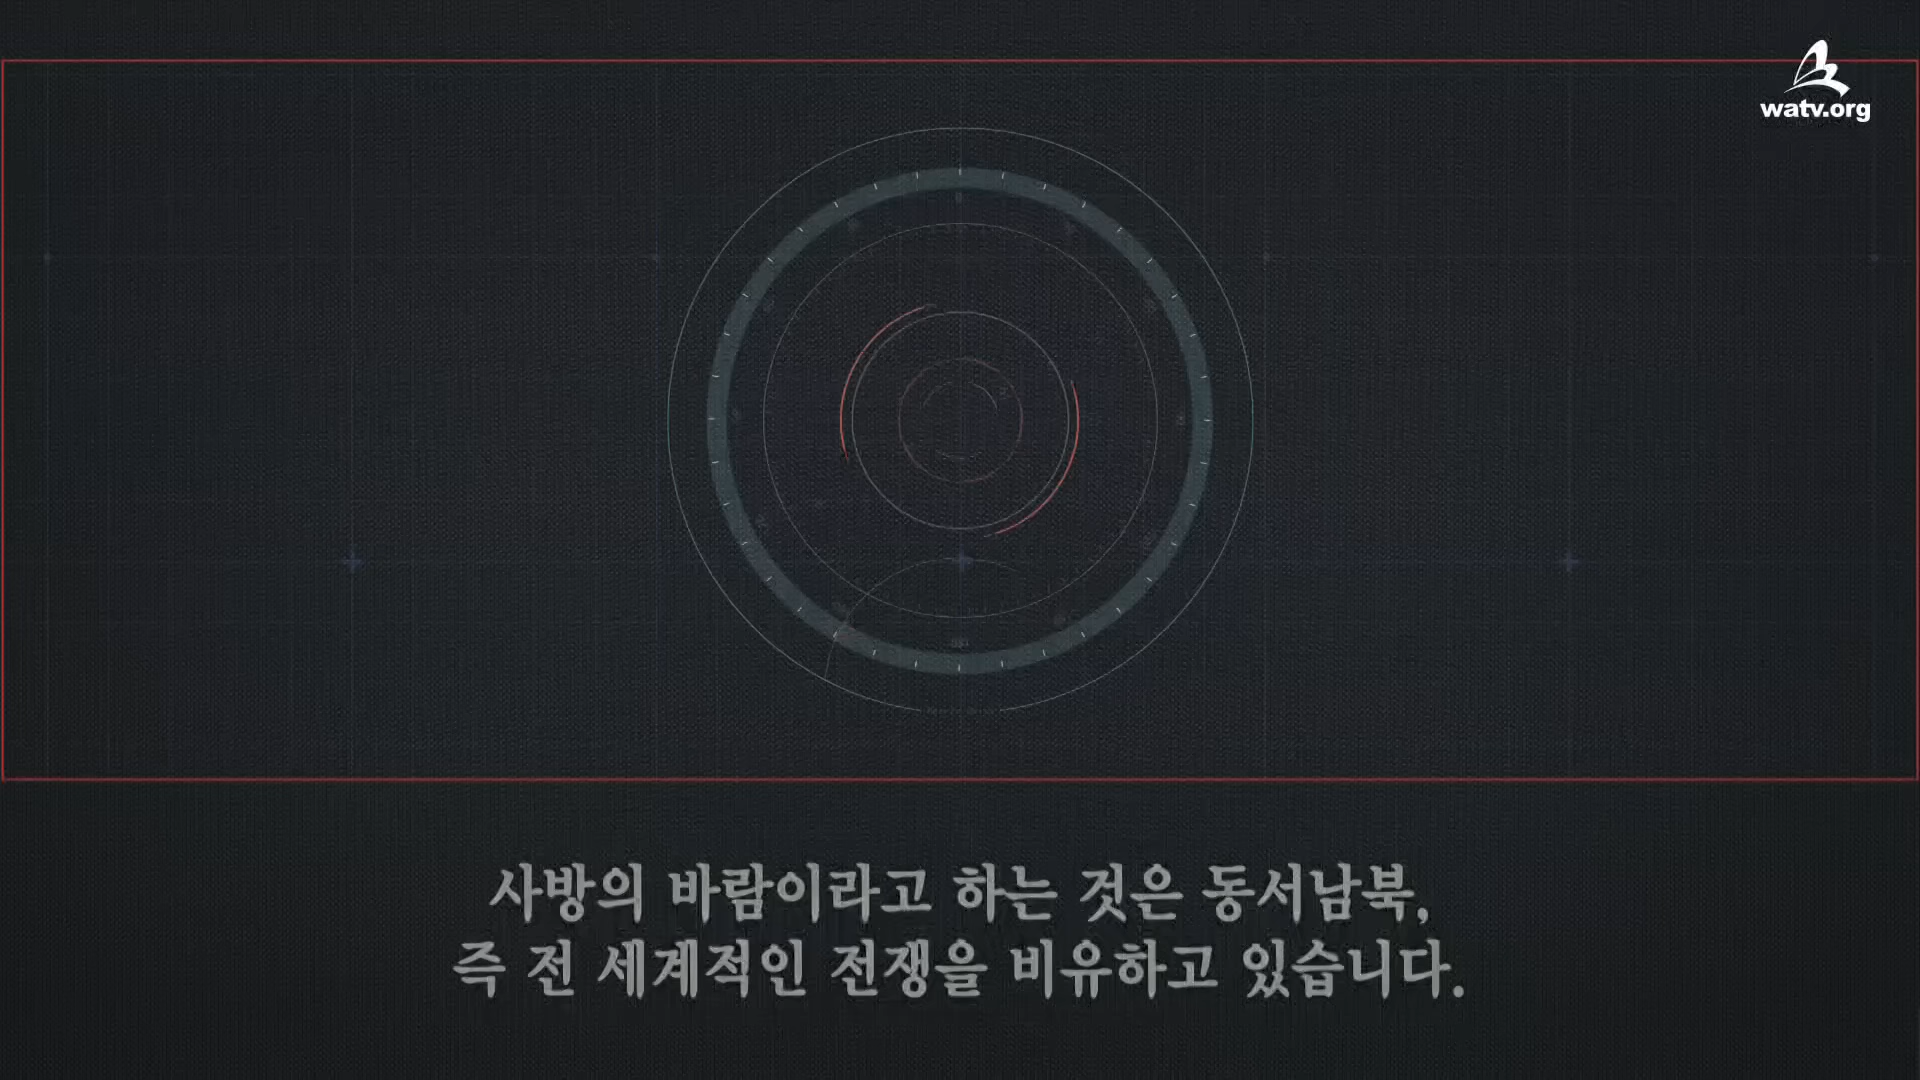 watv.org
사방의 바람이라고 하는 것은 동서남북,
즉 전 세계적인 전쟁을 비유하고 있습니다.